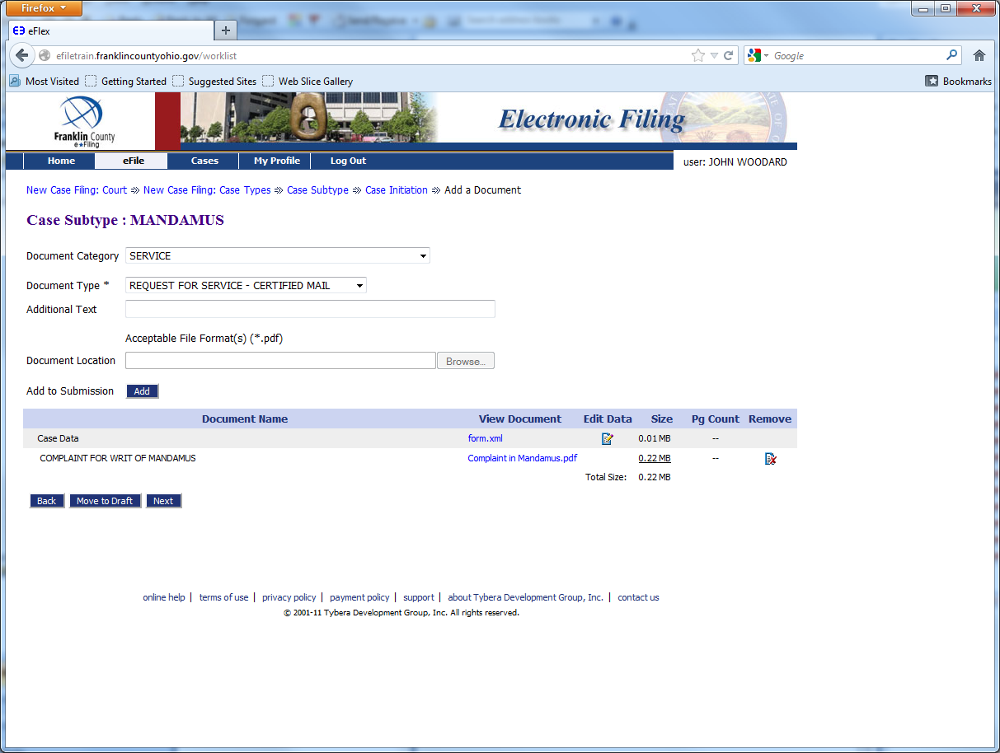 Firefox
eFlex
efiletrain.franklincountyohio.gov/worklist
Google
Most Visited Getting Started Suggested Sites Web Slice Gallery Bookmarks
Franklin County
e★Filing
Electronic Filing
Home eFile Cases My Profile Log Out
user: JOHN WOODARD
New Case Filing: Court ⇒ New Case Filing: Case Types ⇒ Case Subtype ⇒ Case Initiation ⇒ Add a Document
Case Subtype : MANDAMUS
Document Category SERVICE
Document Type * REQUEST FOR SERVICE - CERTIFIED MAIL
Additional Text
Acceptable File Format(s) (*.pdf)
Document Location Browse...
Add to Submission Add
Document Name View Document Edit Data Size Pg Count Remove
Case Data form.xml 0.01 MB --
COMPLAINT FOR WRIT OF MANDAMUS Complaint in Mandamus.pdf 0.22 MB --
Total Size: 0.22 MB
Back Move to Draft Next
online help | terms of use | privacy policy | payment policy | support | about Tybera Development Group, Inc. | contact us
© 2001-11 Tybera Development Group, Inc. All rights reserved.